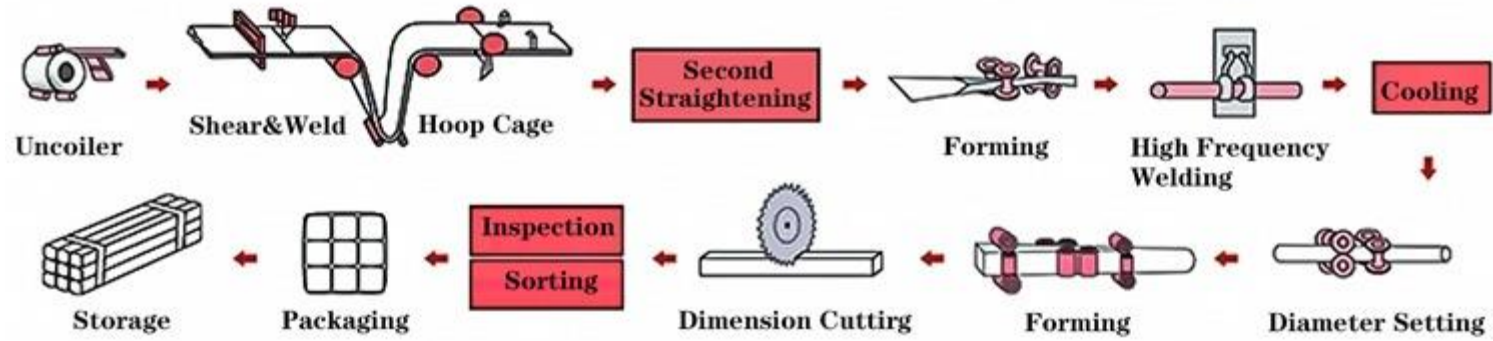 Uncoiler
Shear&Weld
Hoop Cage
Second
Straightening
Forming
High Frequency
Welding
Cooling
Storage
Packaging
Inspection
Sorting
Dimension Cuttirg
Forming
Diameter Setting